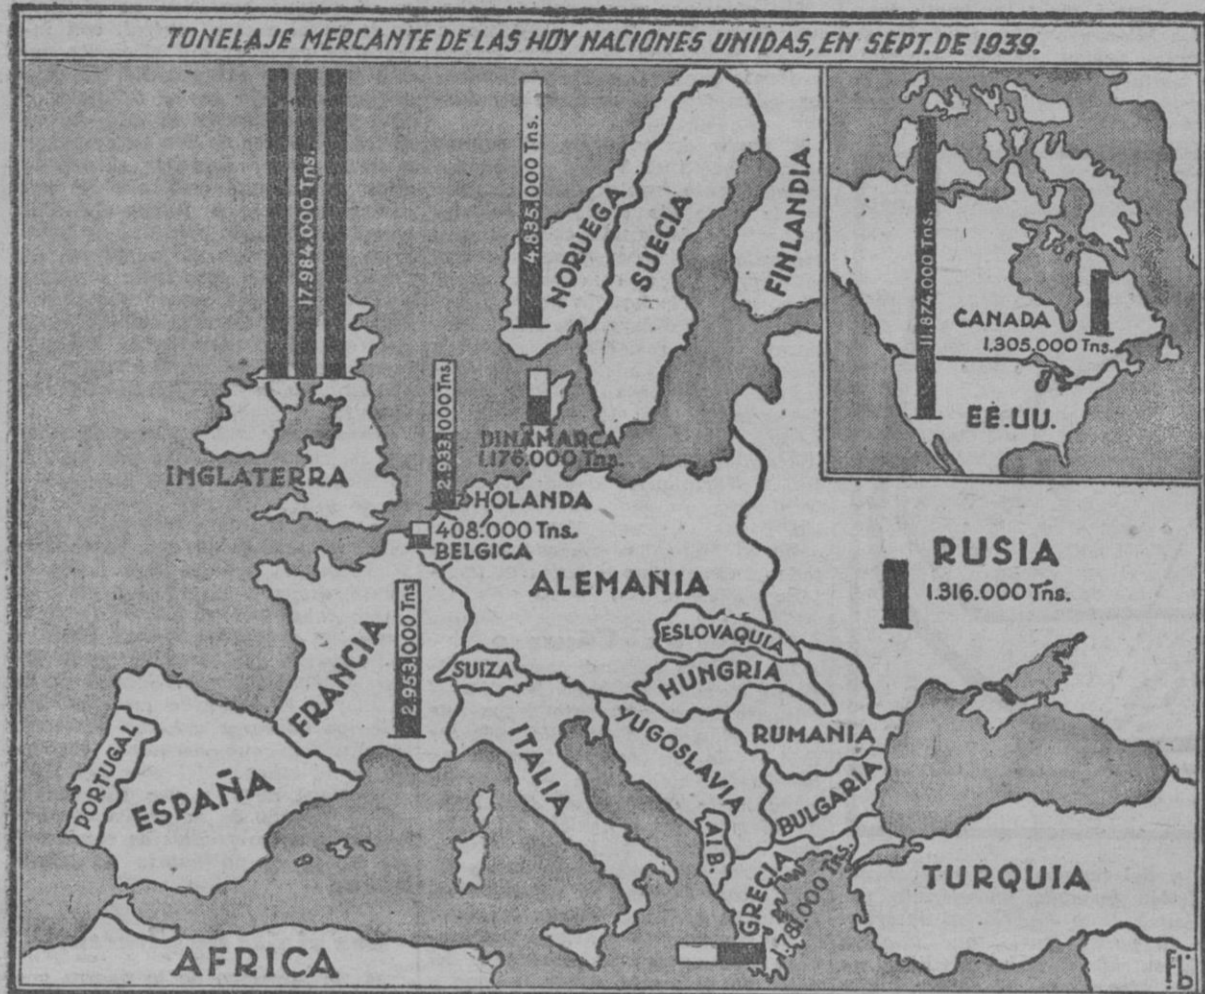 TONELAJE MERCANTE DE LAS HOY NACIONES UNIDAS, EN SEPT. DE 1939.
17.984.000 Tns.
4.835.000 Tns.
NORUEGA
SUECIA
FINLANDIA
11.874.000 Tns.
CANADA
1,305.000 Tns.
EE.UU.
INGLATERRA
2.933.000 Tns.
DINAMARCA
1.176.000 Tns.
HOLANDA
408.000 Tns.
BELGICA
ALEMAÑIA
RUSIA
1.316.000 Tns.
FRANCIA
2.953.000 Tns
SUIZA
ESLOVAQUIA
HUNGRIA
RUMANIA
YUGOSLAVIA
BULGARIA
ITALIA
PORTUGAL
ESPAÑA
ALB.
GRECIA
1.781.000 Tns.
TURQUIA
AFRICA